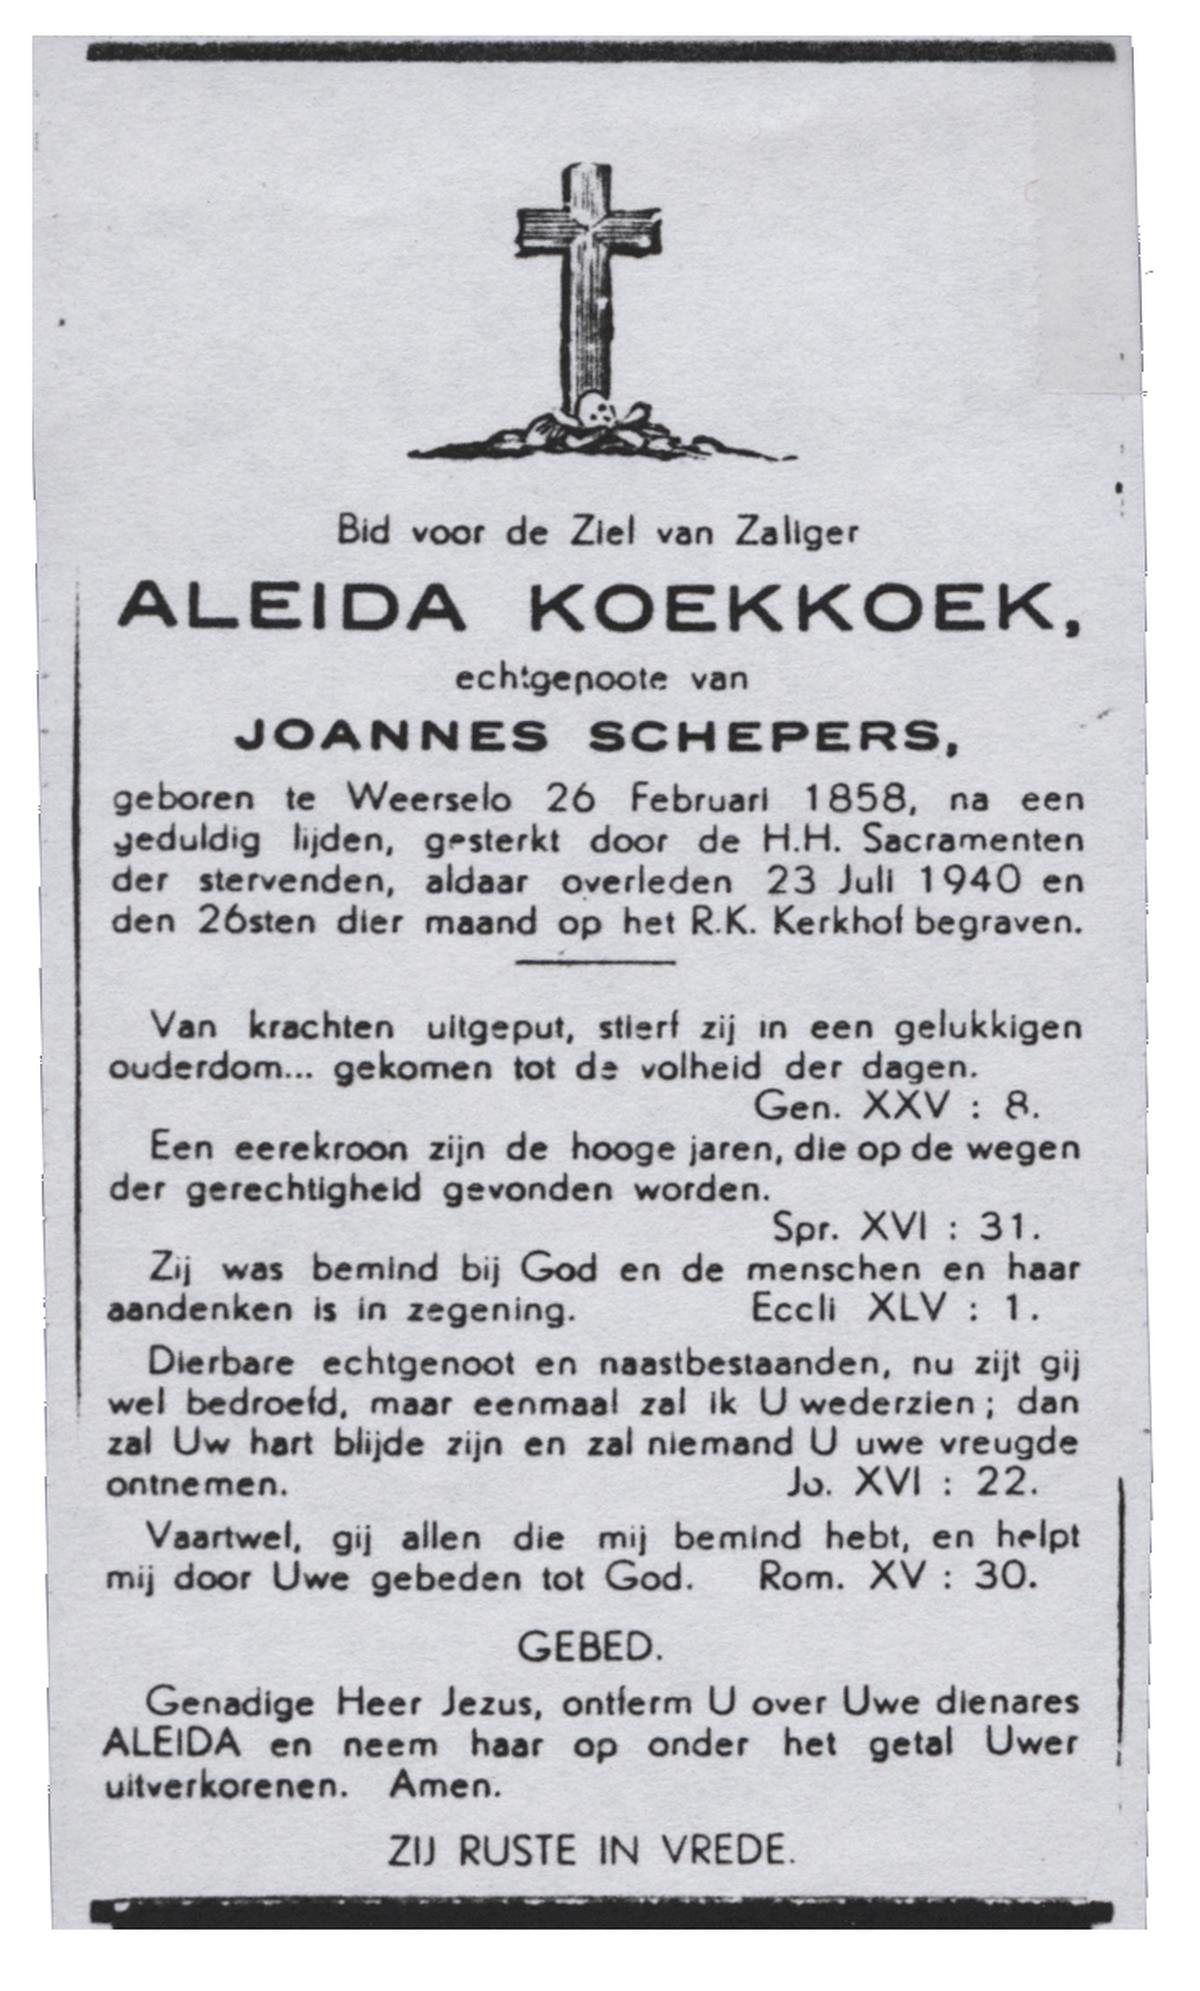 Bid voor de Ziel van Zaliger
ALEIDA KOEKKOEK,
echtgenoote van
JOANNES SCHEPERS,
geboren te Weerselo 26 Februari 1858, na een
geduldig lijden, gesterkt door de H.H. Sacramenten
der stervenden, aldaar overleden 23 Juli 1940 en
den 26sten dier maand op het R.K. Kerkhof begraven.
Van krachten uitgeput, stierf zij in een gelukkigen
ouderdom... gekomen tot de volheid der dagen.
Gen. XXV : 8.
Een eerekroon zijn de hooge jaren, die op de wegen
der gerechtigheid gevonden worden.
Spr. XVI : 31.
Zij was bemind bij God en de menschen en haar
aandenken is in zegening. Eccli XLV : 1.
Dierbare echtgenoot en naastbestaanden, nu zijt gij
wel bedroefd, maar eenmaal zal ik U wederzien; dan
zal Uw hart blijde zijn en zal niemand U uwe vreugde
ontnemen. Jo. XVI : 22.
Vaartwel, gij allen die mij bemind hebt, en helpt
mij door Uwe gebeden tot God. Rom. XV : 30.
GEBED.
Genadige Heer Jezus, ontferm U over Uwe dienares
ALEIDA en neem haar op onder het getal Uwer
uitverkorenen. Amen.
ZIJ RUSTE IN VREDE.